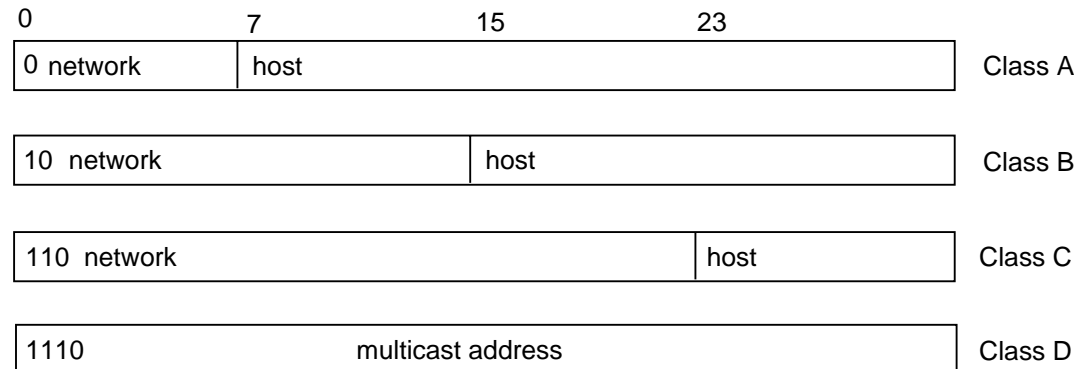 0 7 15 23
0 network host Class A
10 network host Class B
110 network host Class C
1110 multicast address Class D